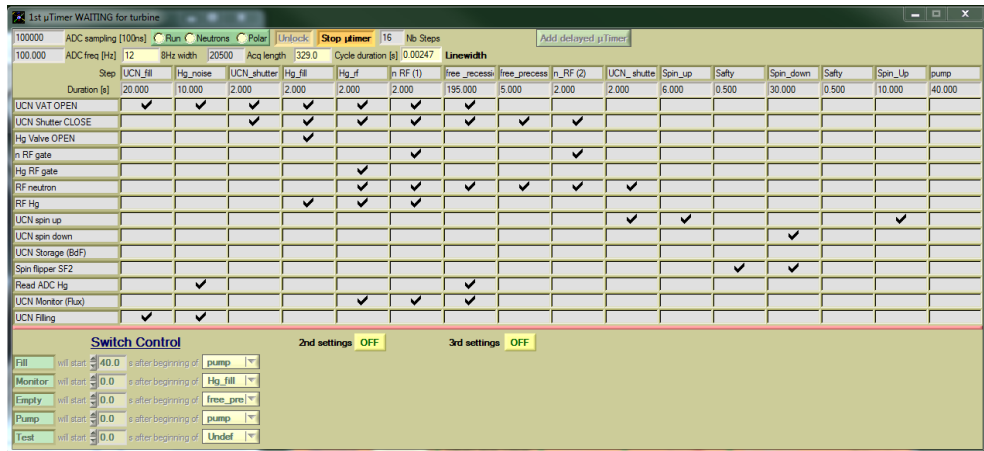 1st µTimer WAITING for turbine
100000 ADC sampling [100ns] Run Neutrons Polar Unlock Stop µtimer 16 Nb Steps Add delayed µTimer
100.000 ADC freq [Hz] 12 8Hz width 20500 Acq length 329.0 Cycle duration [s] 0.00247 Linewidth
Step UCN_fill Hg_noise UCN_shutter Hg_fill Hg_rf n RF (1) free_recessi free_precess n_RF (2) UCN_ shutte Spin_up Safty Spin_down Safty Spin_Up pump
Duration [s] 20.000 10.000 2.000 2.000 2.000 2.000 195.000 5.000 2.000 2.000 6.000 0.500 30.000 0.500 10.000 40.000
UCN VAT OPEN
UCN Shutter CLOSE
Hg Valve OPEN
n RF gate
Hg RF gate
RF neutron
RF Hg
UCN spin up
UCN spin down
UCN Storage (BdF)
Spin flipper SF2
Read ADC Hg
UCN Monitor (Flux)
UCN Filling
Switch Control 2nd settings OFF 3rd settings OFF
Fill will start 40.0 s after beginning of pump
Monitor will start 0.0 s after beginning of Hg_fill
Empty will start 0.0 s after beginning of free_pre
Pump will start 0.0 s after beginning of pump
Test will start 0.0 s after beginning of Undef